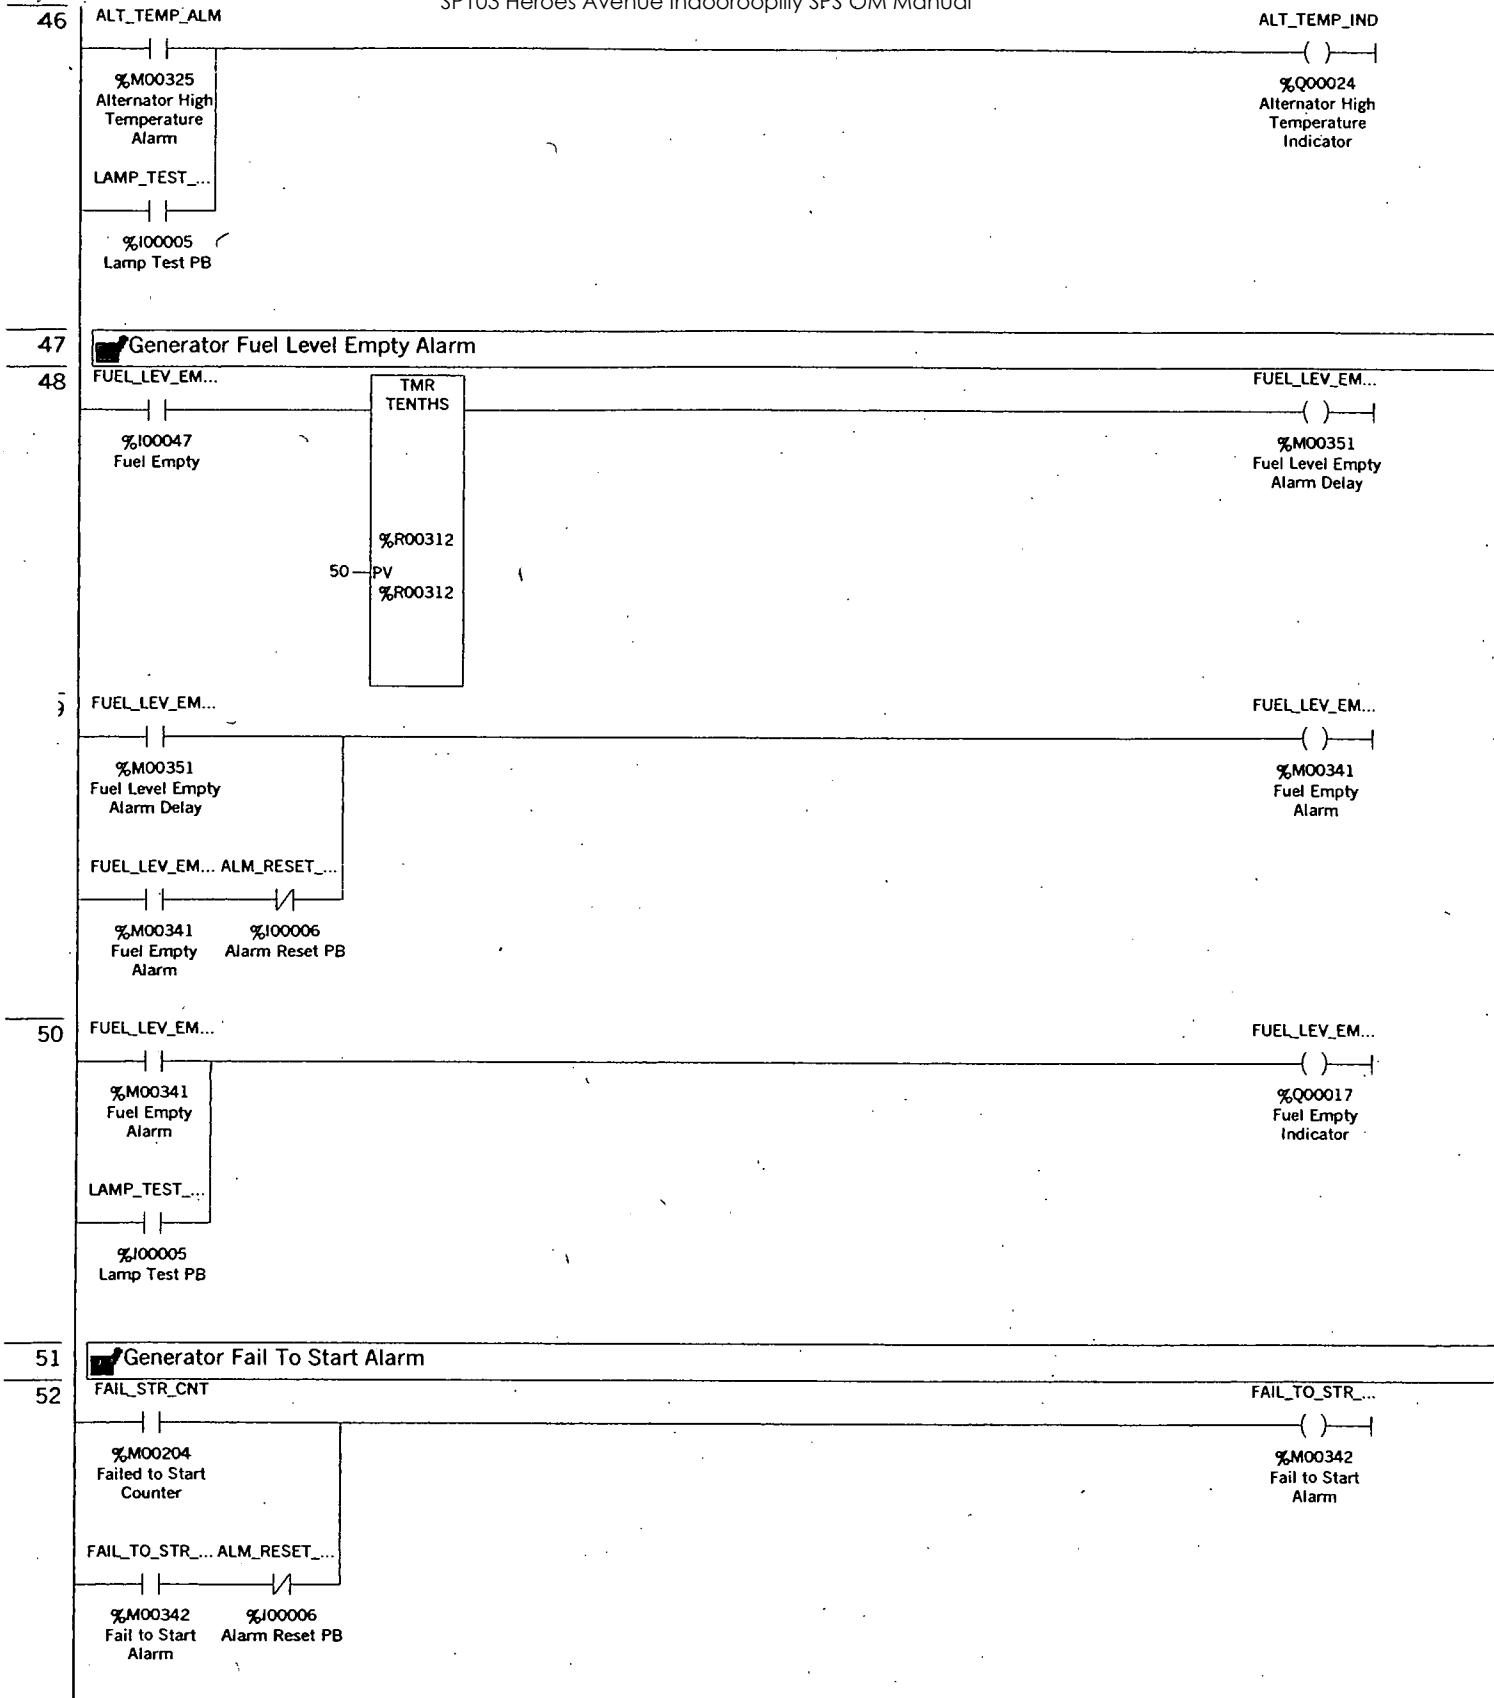 SP103 Heroes Avenue Indooroopilly SPS OM Manual
46
ALT_TEMP_ALM
ALT_TEMP_IND
%M00325
Alternator High
Temperature
Alarm
%Q00024
Alternator High
Temperature
Indicator
LAMP_TEST_...
%I00005
Lamp Test PB
47
Generator Fuel Level Empty Alarm
48
FUEL_LEV_EM...
TMR
TENTHS
FUEL_LEV_EM...
%I00047
Fuel Empty
%M00351
Fuel Level Empty
Alarm Delay
%R00312
50
PV
%R00312
FUEL_LEV_EM...
FUEL_LEV_EM...
%M00351
Fuel Level Empty
Alarm Delay
%M00341
Fuel Empty
Alarm
FUEL_LEV_EM... ALM_RESET_...
%M00341
Fuel Empty
Alarm
%I00006
Alarm Reset PB
50
FUEL_LEV_EM...
FUEL_LEV_EM...
%M00341
Fuel Empty
Alarm
%Q00017
Fuel Empty
Indicator
LAMP_TEST_...
%I00005
Lamp Test PB
51
Generator Fail To Start Alarm
52
FAIL_STR_CNT
FAIL_TO_STR_...
%M00204
Failed to Start
Counter
%M00342
Fail to Start
Alarm
FAIL_TO_STR_... ALM_RESET_...
%M00342
Fail to Start
Alarm
%I00006
Alarm Reset PB